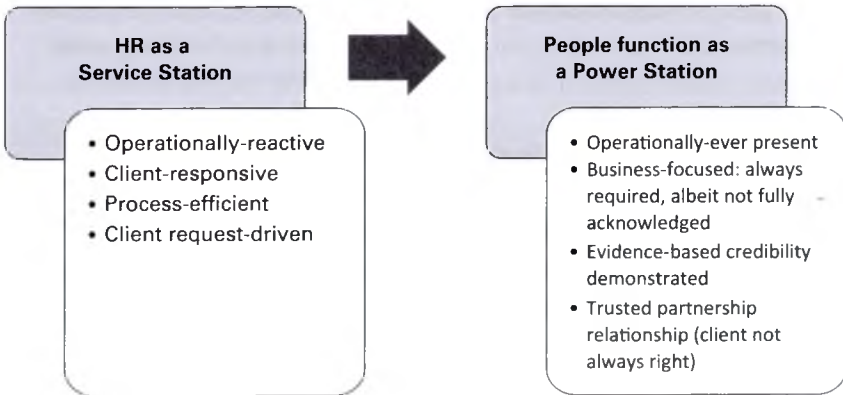 HR as a
Service Station
• Operationally-reactive
• Client-responsive
• Process-efficient
• Client request-driven
People function as
a Power Station
• Operationally-ever present
• Business-focused: always
required, albeit not fully
acknowledged
• Evidence-based credibility
demonstrated
• Trusted partnership
relationship (client not
always right)